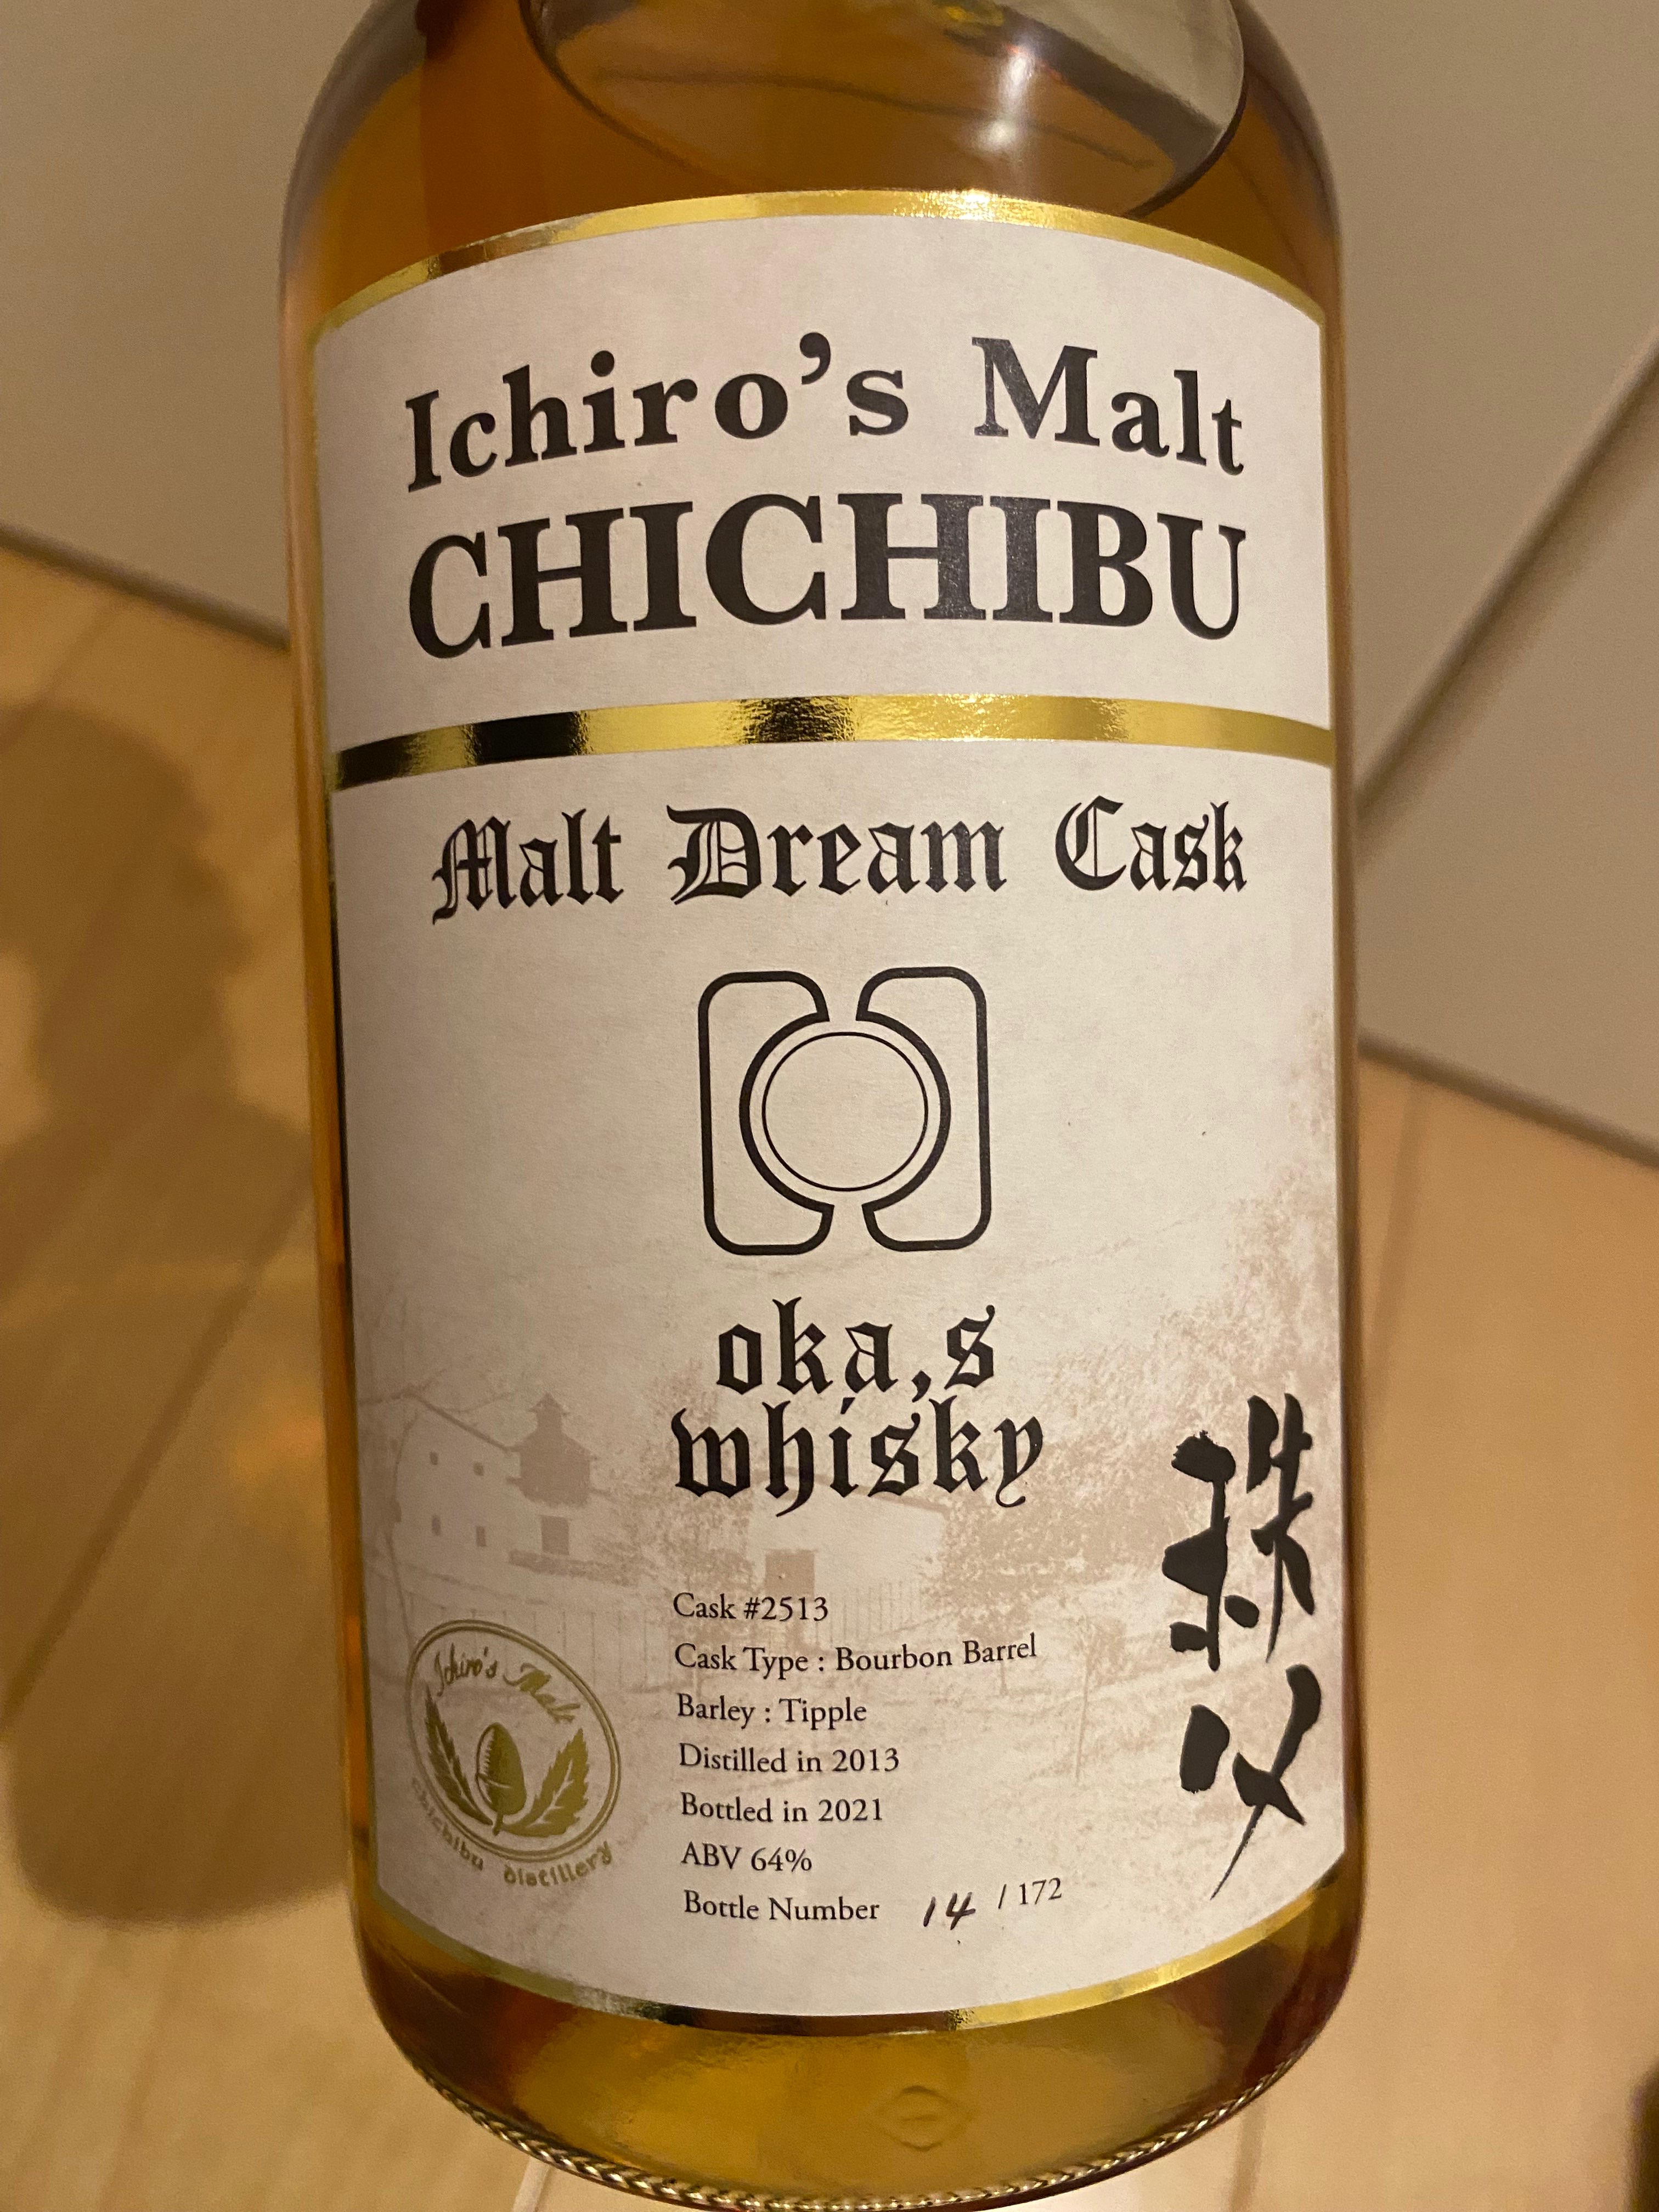 Ichiro's Malt
CHICHIBU
Malt Dream Cask
oka,s
whisky
秩父
Cask #2513
Cask Type : Bourbon Barrel
Barley : Tipple
Distilled in 2013
Bottled in 2021
ABV 64%
Bottle Number 14 / 172
Ichiro's Malt
Chichibu distillery